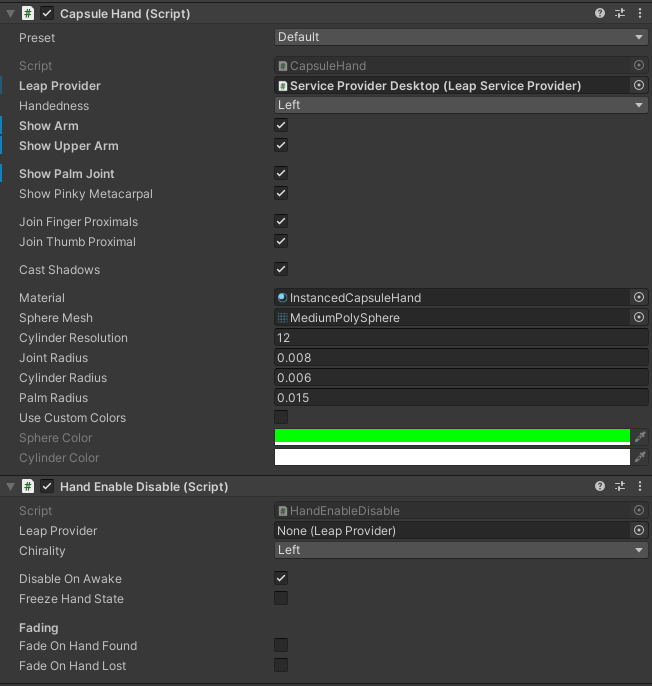 Capsule Hand (Script)
Preset Default
Script CapsuleHand
Leap Provider Service Provider Desktop (Leap Service Provider)
Handedness Left
Show Arm
Show Upper Arm
Show Palm Joint
Show Pinky Metacarpal
Join Finger Proximals
Join Thumb Proximal
Cast Shadows
Material InstancedCapsuleHand
Sphere Mesh MediumPolySphere
Cylinder Resolution 12
Joint Radius 0.008
Cylinder Radius 0.006
Palm Radius 0.015
Use Custom Colors
Sphere Color
Cylinder Color
Hand Enable Disable (Script)
Script HandEnableDisable
Leap Provider None (Leap Provider)
Chirality Left
Disable On Awake
Freeze Hand State
Fading
Fade On Hand Found
Fade On Hand Lost